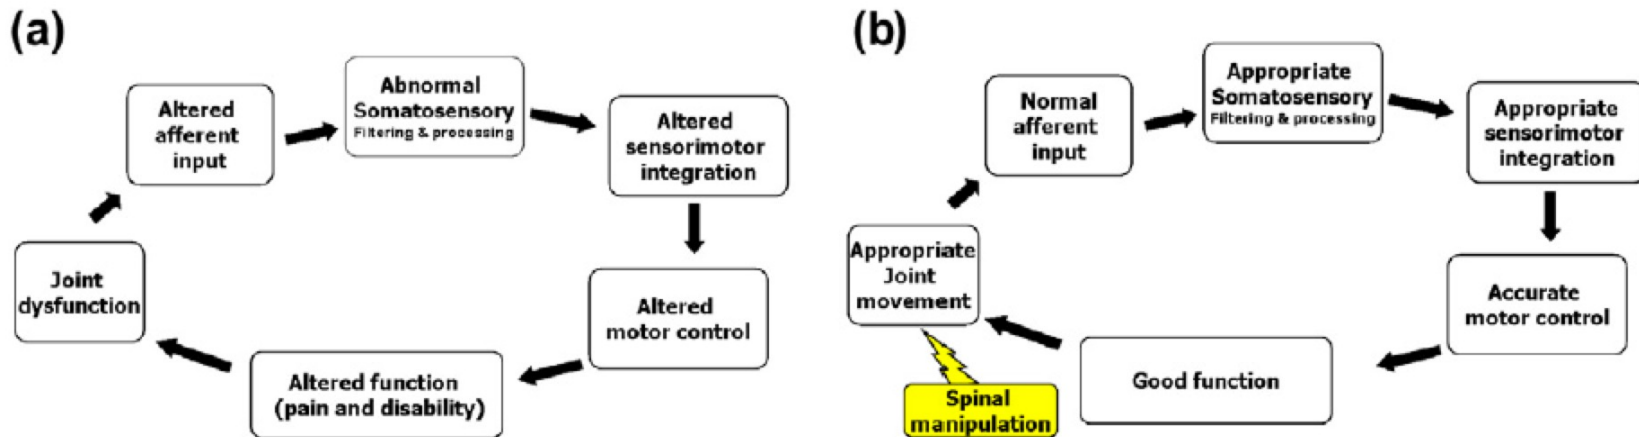 (a)
Altered
afferent
input
Abnormal
Somatosensory
Filtering & processing
Altered
sensorimotor
integration
Altered
motor control
Altered function
(pain and disability)
Joint
dysfunction
(b)
Normal
afferent
input
Appropriate
Somatosensory
Filtering & processing
Appropriate
sensorimotor
integration
Accurate
motor control
Good function
Appropriate
Joint
movement
Spinal
manipulation